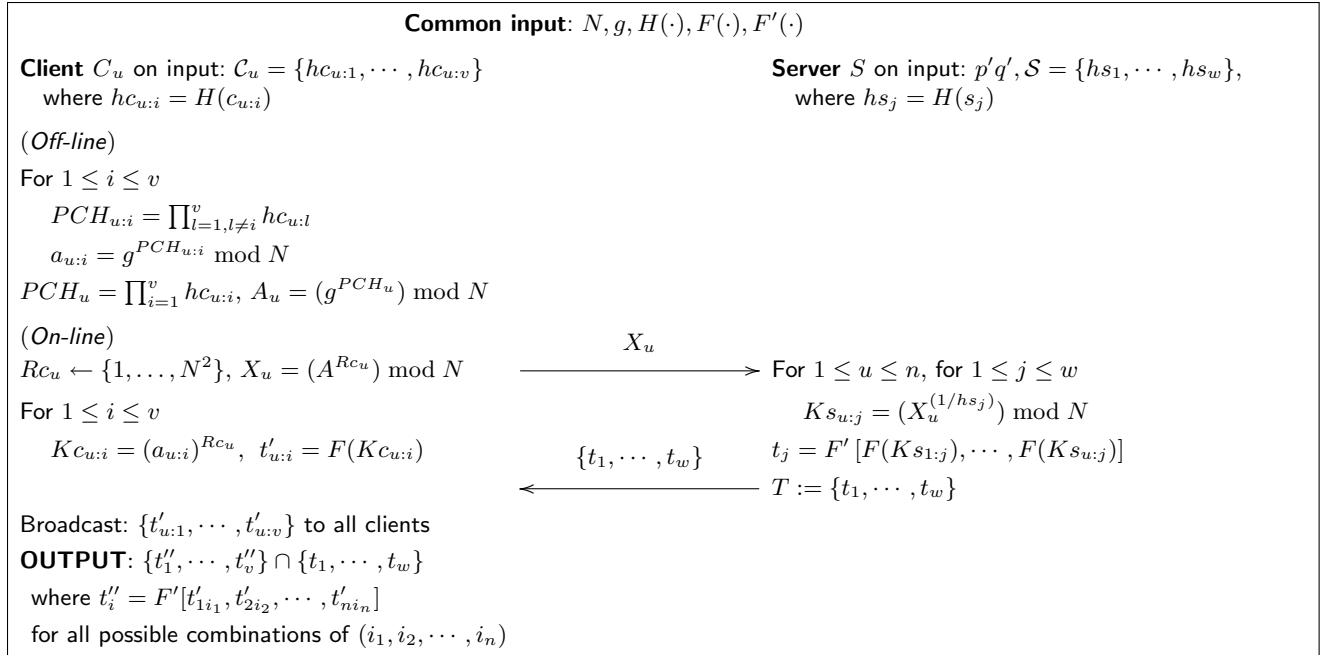 Common input: N, g, H(·), F(·), F′(·)
Client C_u on input: 𝒞_u = {hc_{u:1}, ⋯ , hc_{u:v}}
where hc_{u:i} = H(c_{u:i})
Server S on input: p′q′, 𝒮 = {hs_1, ⋯ , hs_w},
where hs_j = H(s_j)
(Off-line)
For 1 ≤ i ≤ v
PCH_{u:i} = ∏_{l=1,l≠i}^{v} hc_{u:l}
a_{u:i} = g^{PCH_{u:i}} mod N
PCH_u = ∏_{i=1}^{v} hc_{u:i}, A_u = (g^{PCH_u}) mod N
(On-line)
Rc_u ← {1, . . . , N^2}, X_u = (A^{Rc_u}) mod N
X_u
For 1 ≤ u ≤ n, for 1 ≤ j ≤ w
For 1 ≤ i ≤ v
Ks_{u:j} = (X_u^{(1/hs_j)}) mod N
Kc_{u:i} = (a_{u:i})^{Rc_u}, t′_{u:i} = F(Kc_{u:i})
{t_1, ⋯ , t_w}
t_j = F′ [F(Ks_{1:j}), ⋯ , F(Ks_{u:j})]
T := {t_1, ⋯ , t_w}
Broadcast: {t′_{u:1}, ⋯ , t′_{u:v}} to all clients
OUTPUT: {t″_1, ⋯ , t″_v} ∩ {t_1, ⋯ , t_w}
where t″_i = F′[t′_{1i_1}, t′_{2i_2}, ⋯ , t′_{ni_n}]
for all possible combinations of (i_1, i_2, ⋯ , i_n)